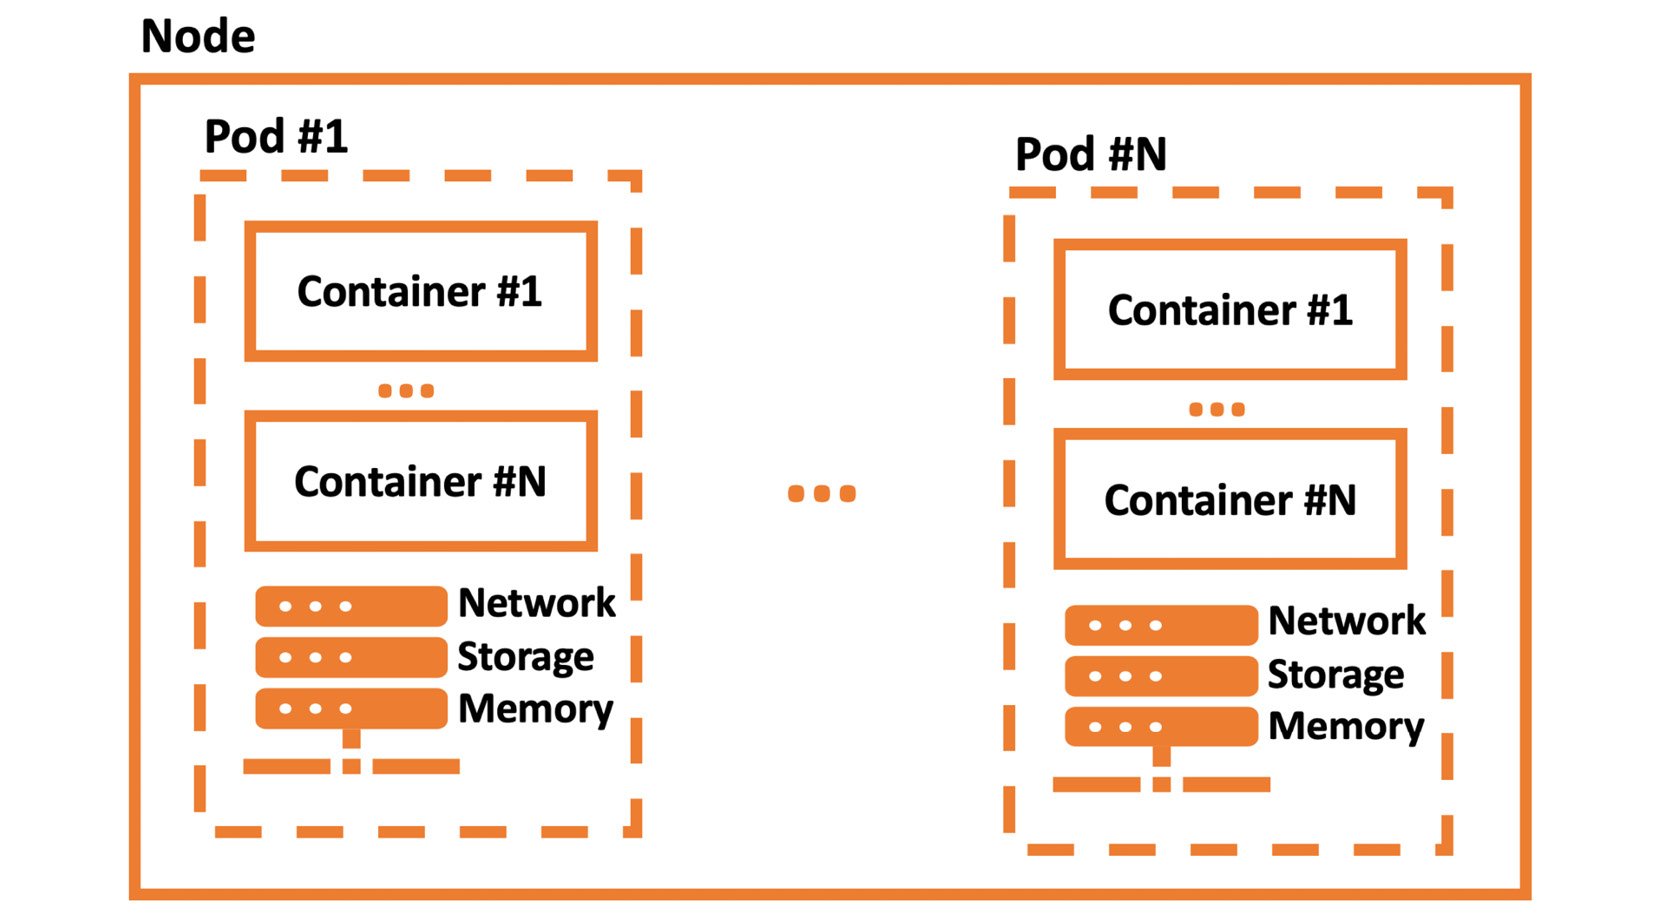 Node
Pod #1
Container #1
Container #N
Network
Storage
Memory
Pod #N
Container #1
Container #N
Network
Storage
Memory